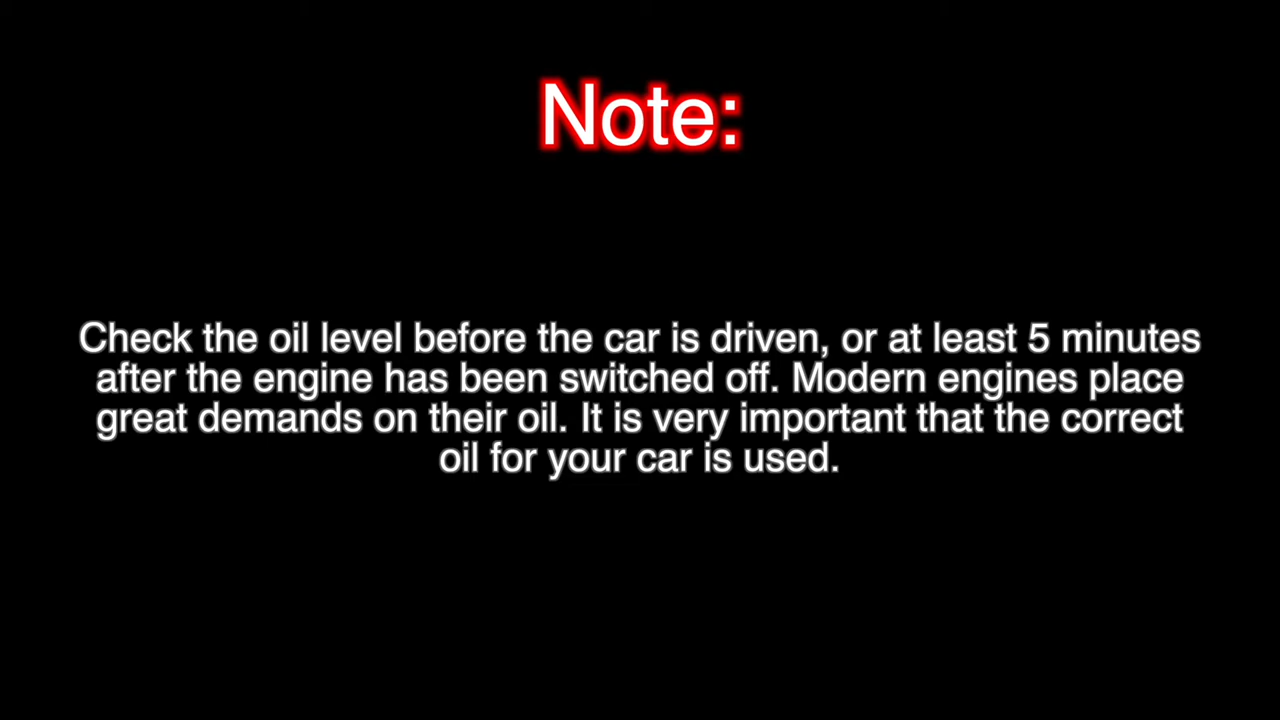 Note:
Check the oil level before the car is driven, or at least 5 minutes
after the engine has been switched off. Modern engines place
great demands on their oil. It is very important that the correct
oil for your car is used.